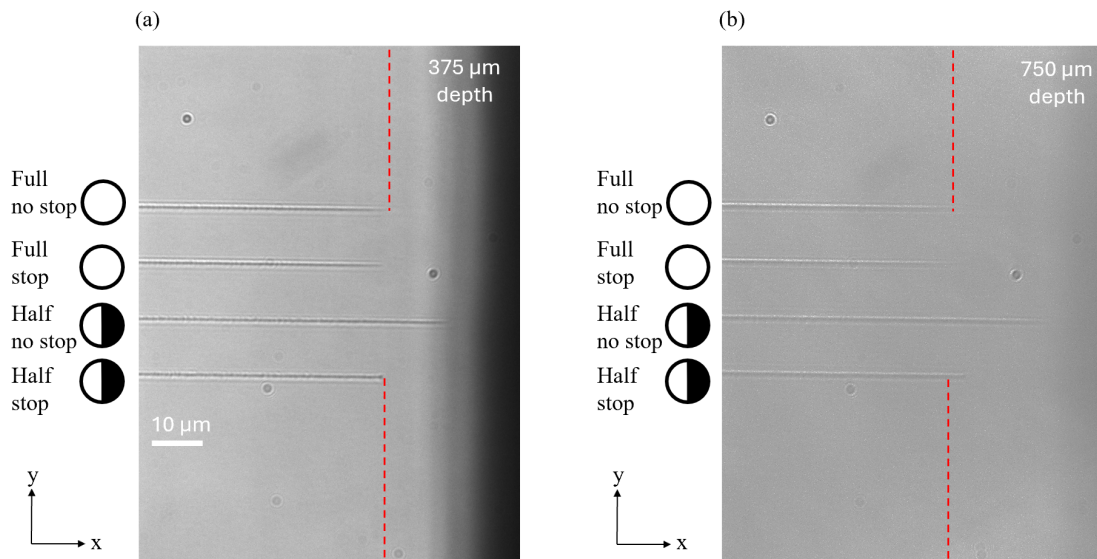 (a)
375 µm
depth
Full
no stop
Full
stop
Half
no stop
Half
stop
10 µm
y
x
(b)
750 µm
depth
Full
no stop
Full
stop
Half
no stop
Half
stop
y
x